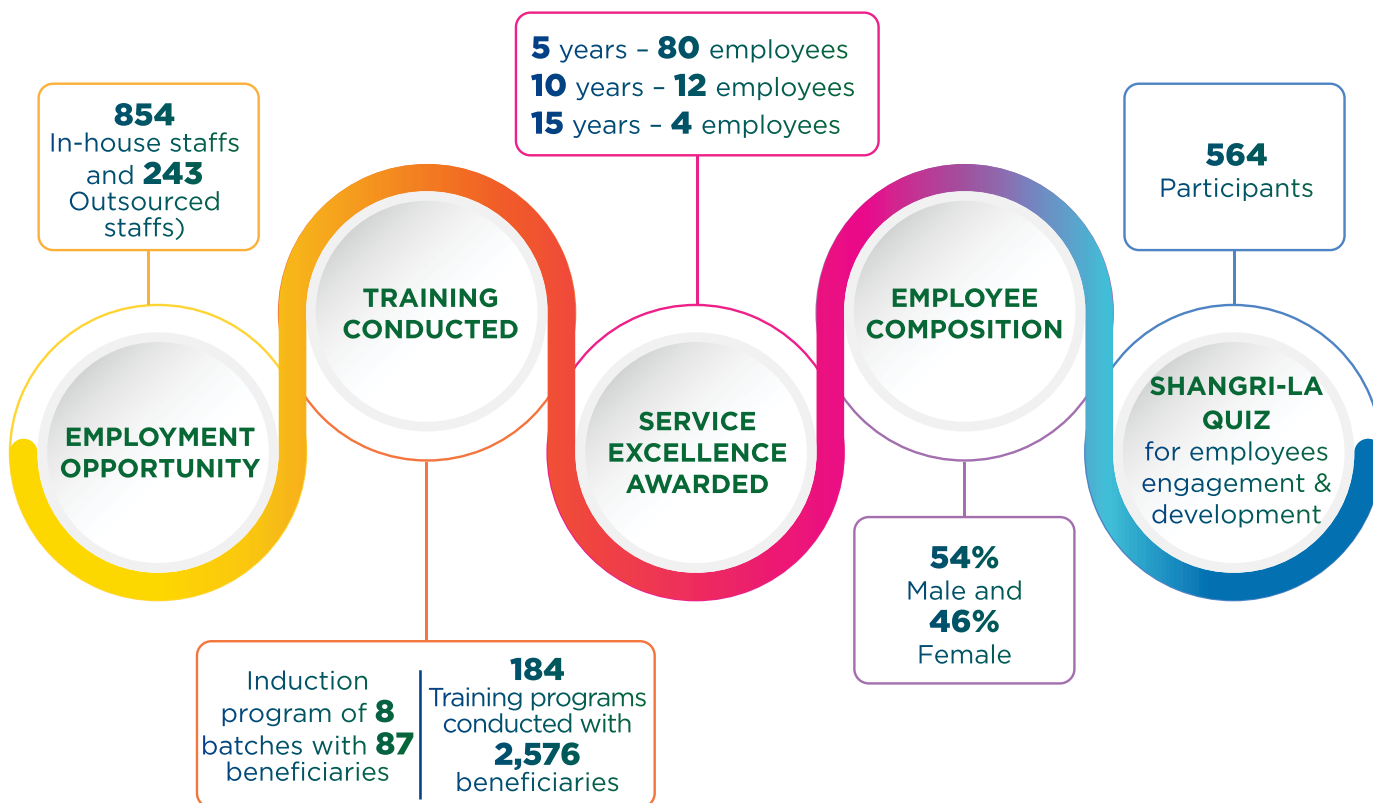 854
In-house staffs
and 243
Outsourced
staffs)
EMPLOYMENT
OPPORTUNITY
TRAINING
CONDUCTED
Induction
program of 8
batches with 87
beneficiaries
184
Training programs
conducted with
2,576
beneficiaries
5 years – 80 employees
10 years – 12 employees
15 years – 4 employees
SERVICE
EXCELLENCE
AWARDED
EMPLOYEE
COMPOSITION
54%
Male and
46%
Female
564
Participants
SHANGRI-LA
QUIZ
for employees
engagement &
development